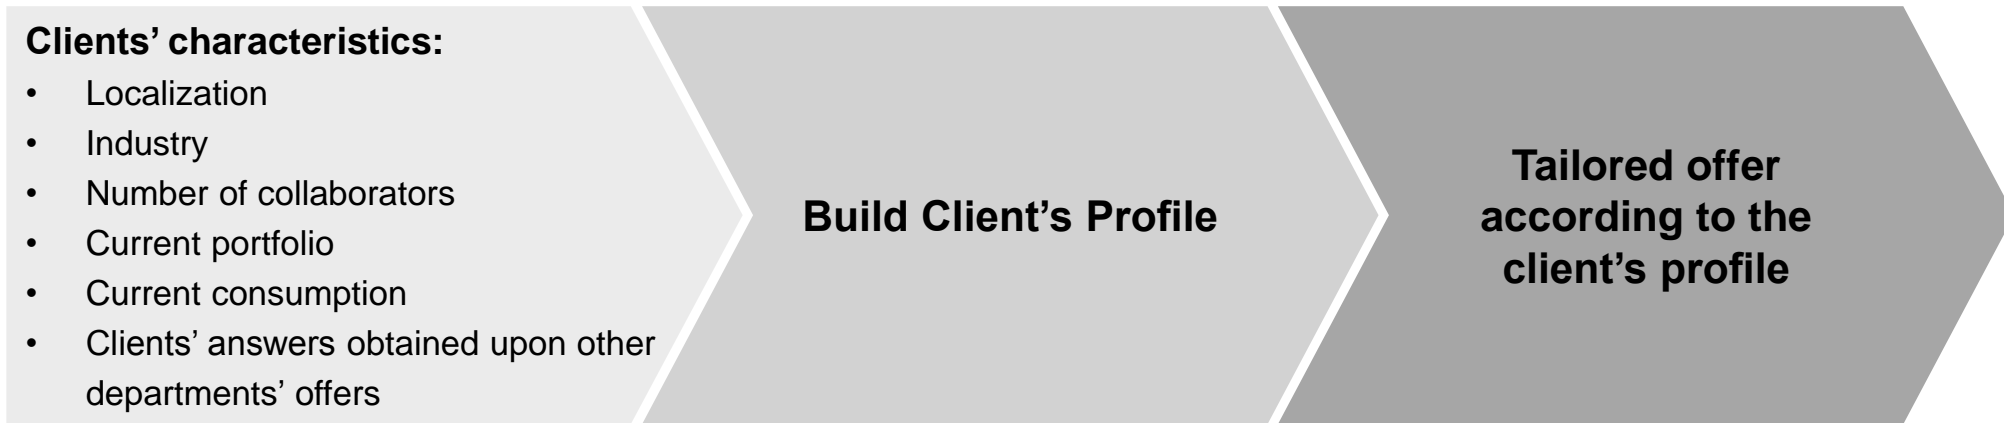 Clients’ characteristics:
• Localization
• Industry
• Number of collaborators
• Current portfolio
• Current consumption
• Clients’ answers obtained upon other
departments’ offers
Build Client’s Profile
Tailored offer
according to the
client’s profile